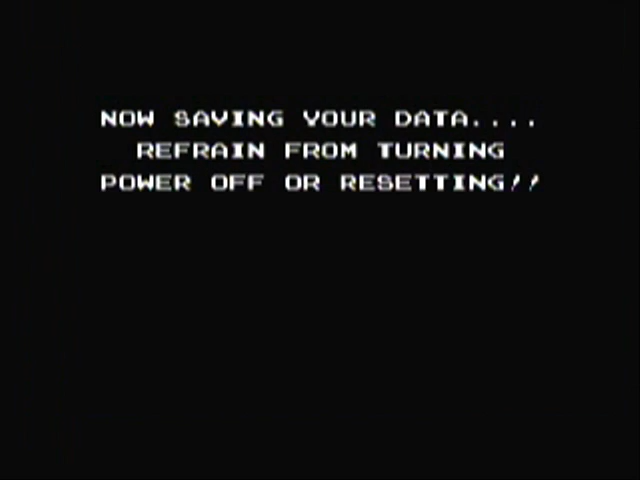 NOW SAVING YOUR DATA....
REFRAIN FROM TURNING
POWER OFF OR RESETTING!!